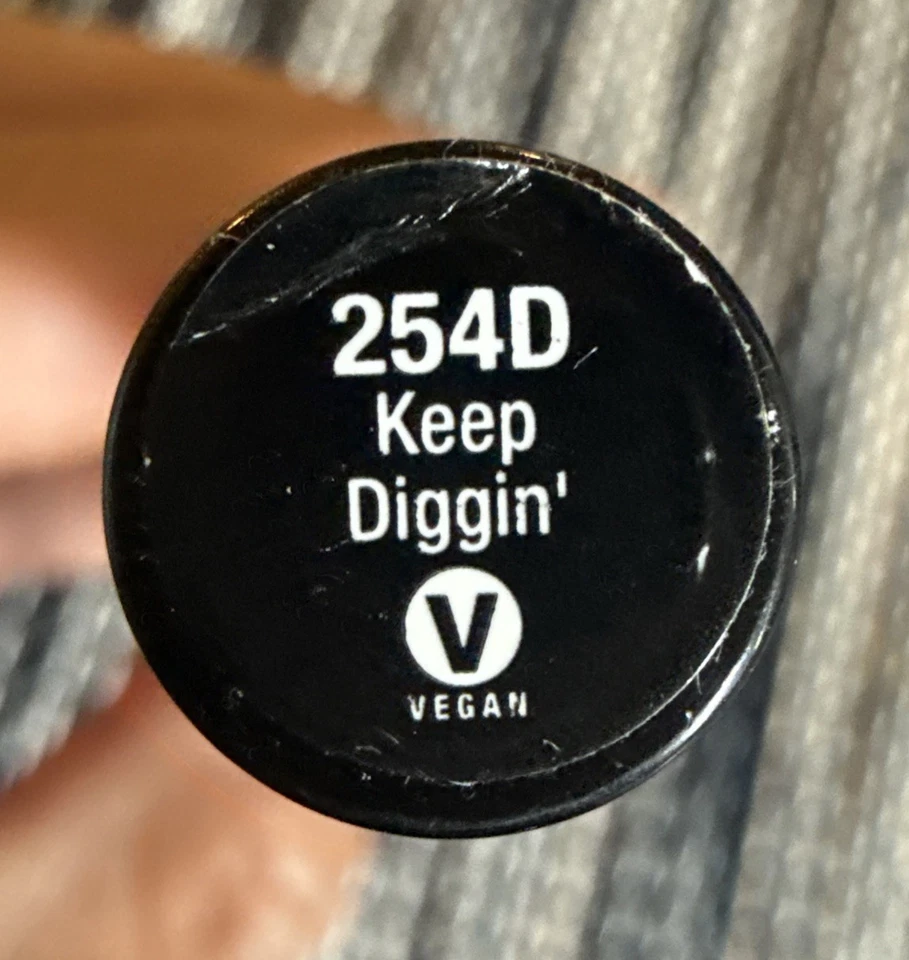 254D
Keep
Diggin'
V
VEGAN